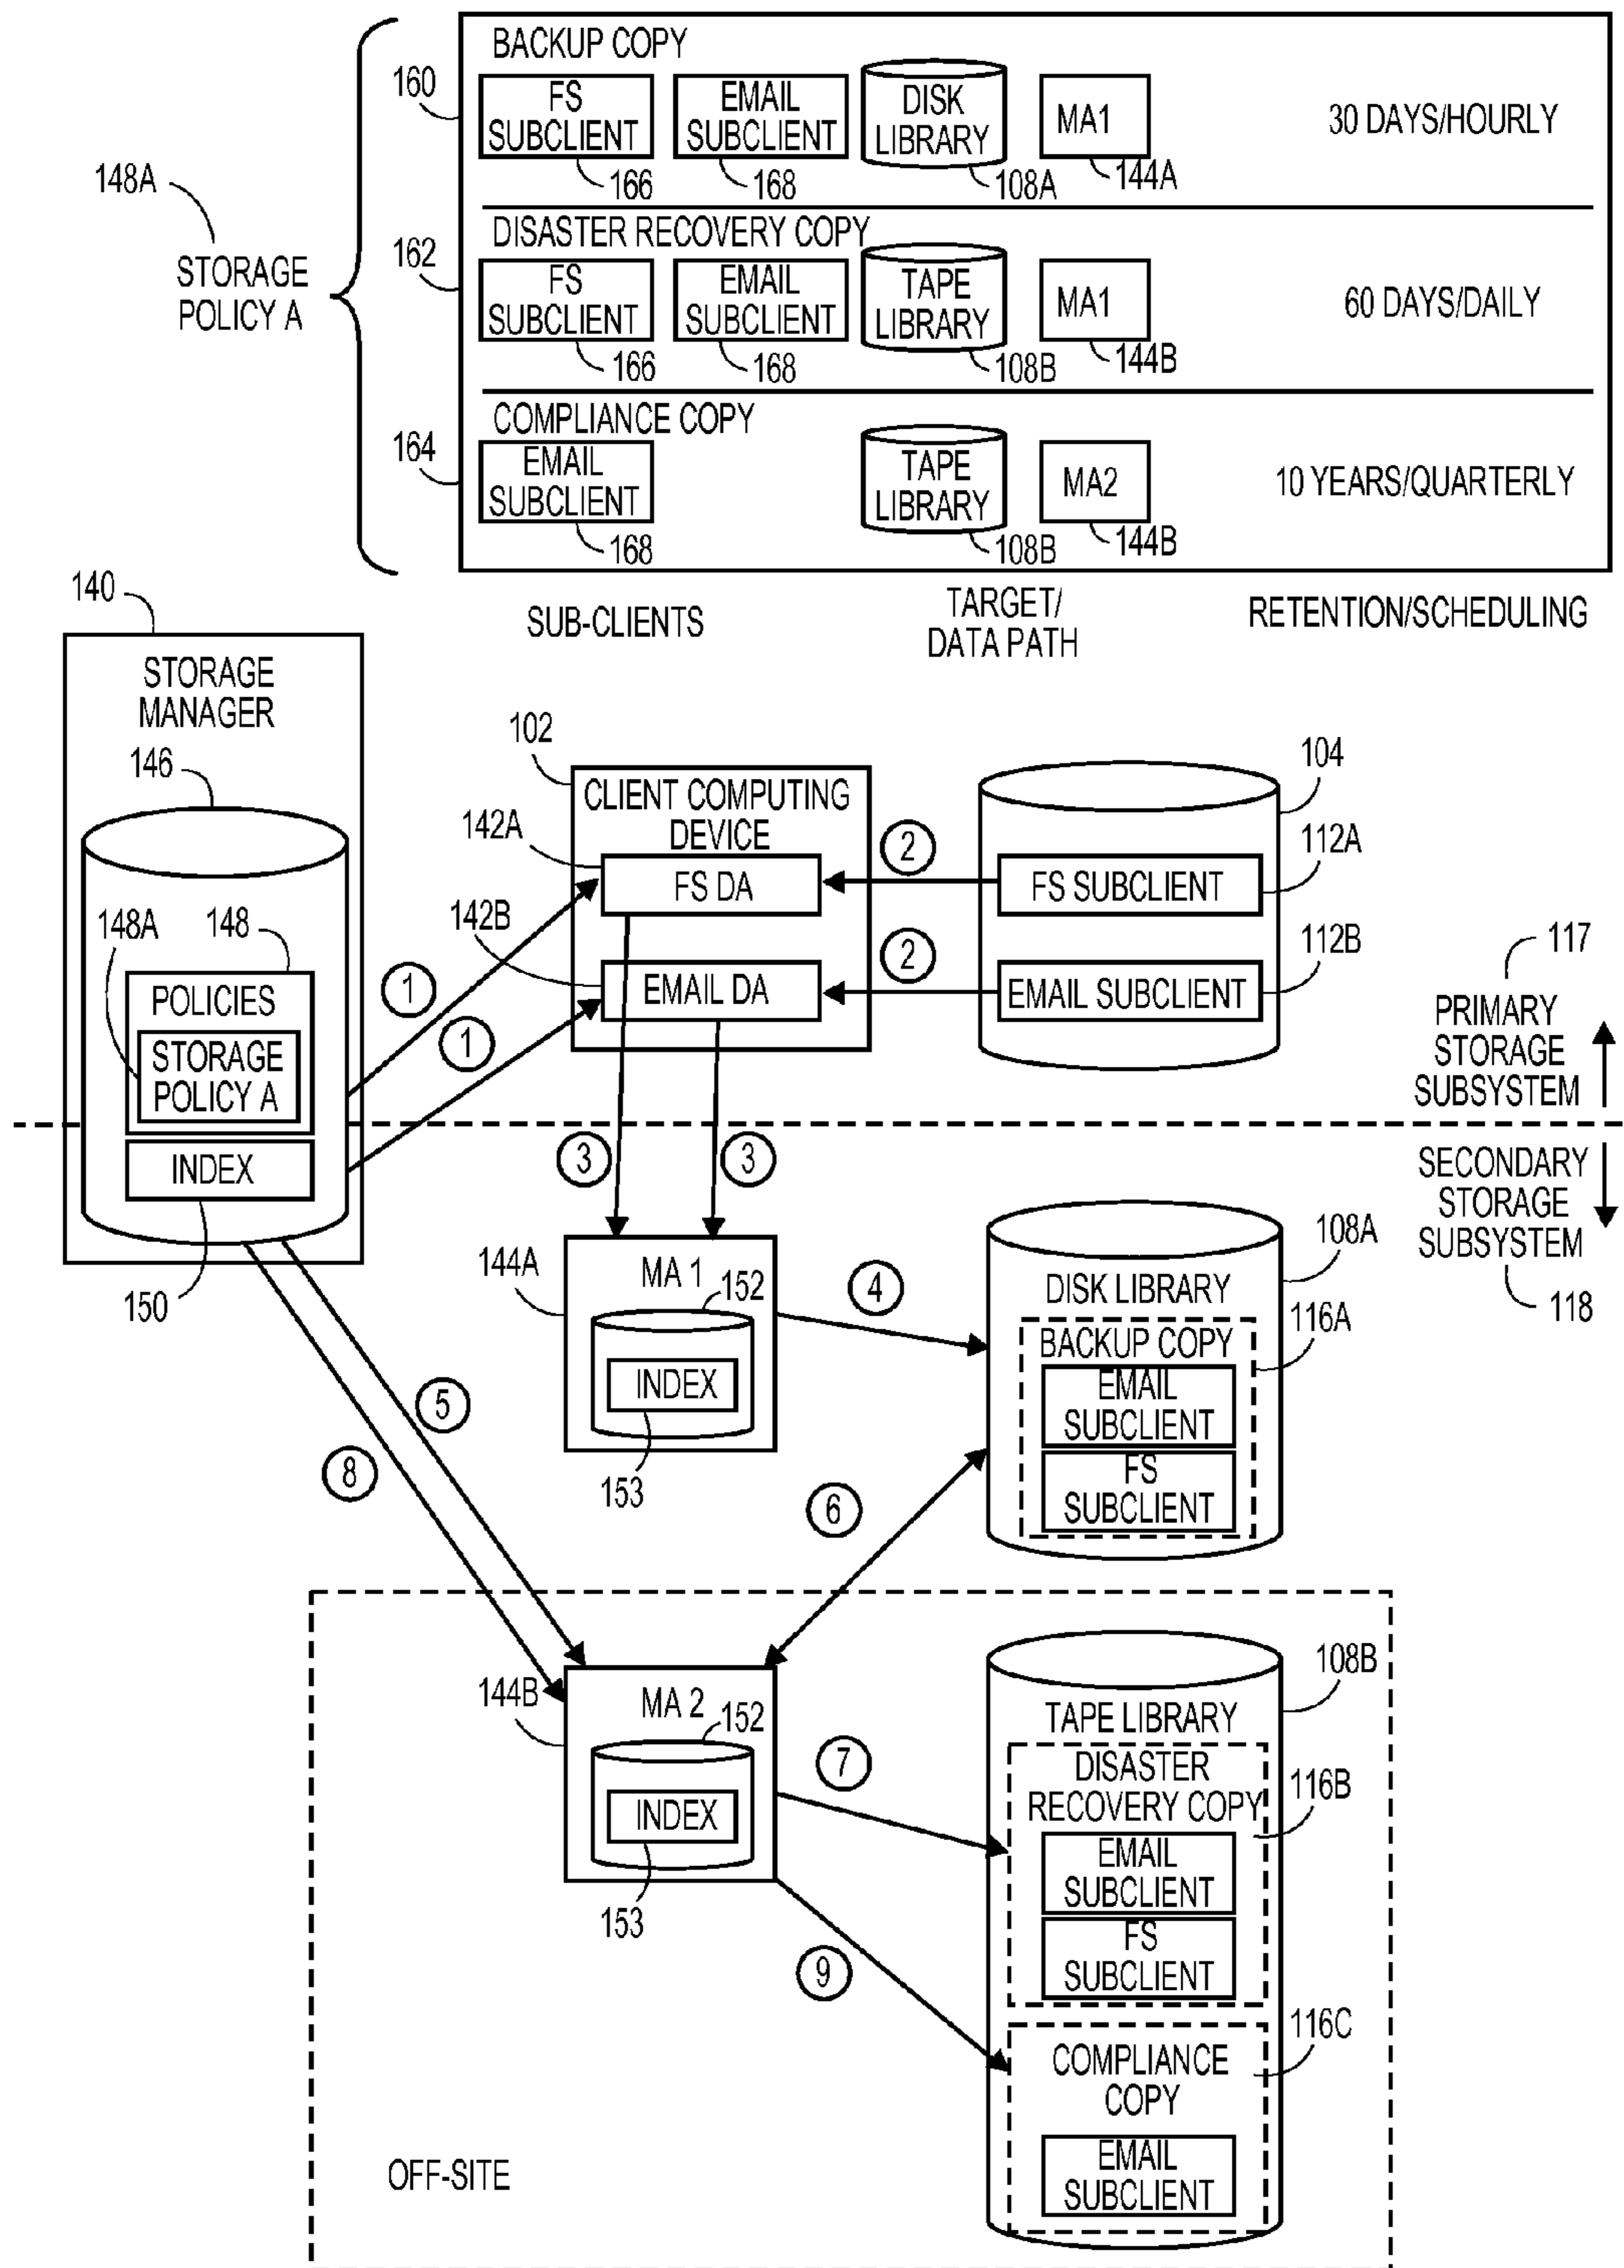 BACKUP COPY
160
FS
SUBCLIENT
166
EMAIL
SUBCLIENT
168
DISK
LIBRARY
108A
MA1
144A
30 DAYS/HOURLY
148A
STORAGE
POLICY A
DISASTER RECOVERY COPY
162
FS
SUBCLIENT
166
EMAIL
SUBCLIENT
168
TAPE
LIBRARY
108B
MA1
144B
60 DAYS/DAILY
COMPLIANCE COPY
164
EMAIL
SUBCLIENT
168
TAPE
LIBRARY
108B
MA2
144B
10 YEARS/QUARTERLY
SUB-CLIENTS
TARGET/
DATA PATH
RETENTION/SCHEDULING
140
STORAGE
MANAGER
146
148A
148
POLICIES
STORAGE
POLICY A
INDEX
150
102
CLIENT COMPUTING
DEVICE
142A
FS DA
142B
EMAIL DA
104
112A
FS SUBCLIENT
112B
EMAIL SUBCLIENT
2
2
1
1
117
PRIMARY
STORAGE
SUBSYSTEM
SECONDARY
STORAGE
SUBSYSTEM
118
3
3
144A
MA 1
152
INDEX
153
4
108A
DISK LIBRARY
116A
BACKUP COPY
EMAIL
SUBCLIENT
FS
SUBCLIENT
5
8
6
144B
MA 2
152
INDEX
153
7
9
108B
TAPE LIBRARY
DISASTER
RECOVERY COPY
116B
EMAIL
SUBCLIENT
FS
SUBCLIENT
116C
COMPLIANCE
COPY
EMAIL
SUBCLIENT
OFF-SITE